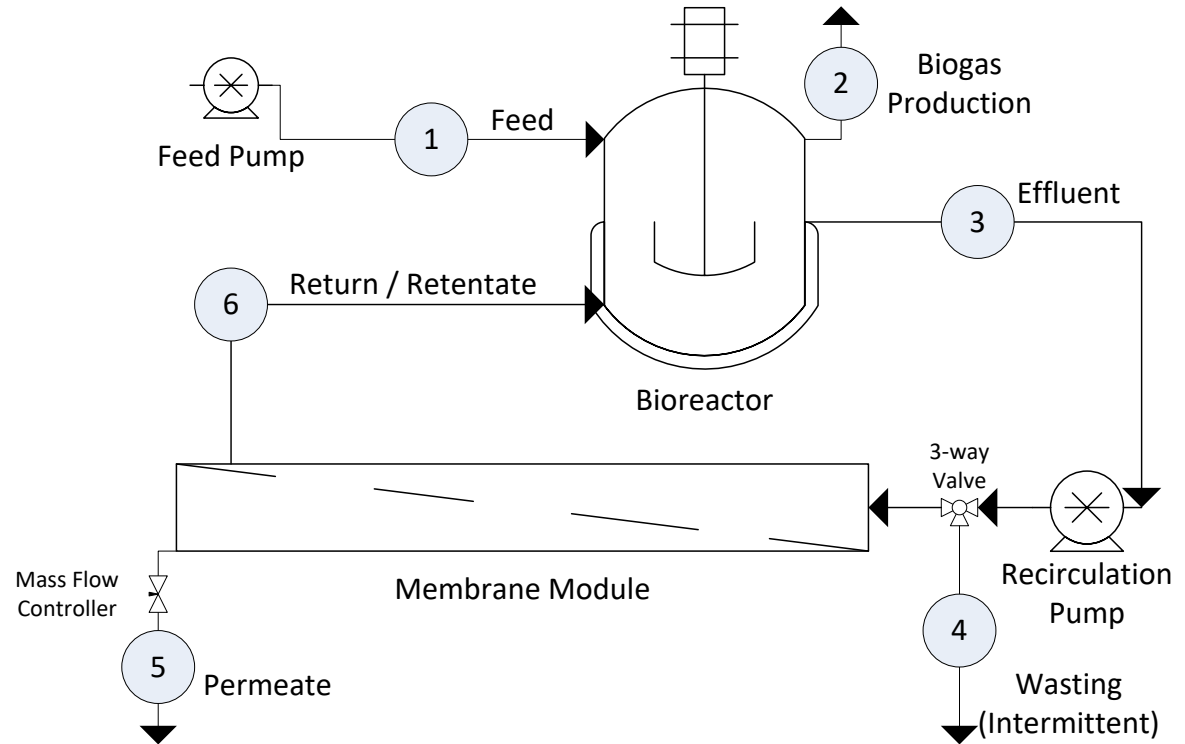 2
Biogas
Production
1
Feed
Feed Pump
3
Effluent
6
Return / Retentate
Bioreactor
3-way
Valve
Membrane Module
Recirculation
Pump
Mass Flow
Controller
4
5
Permeate
Wasting
(Intermittent)